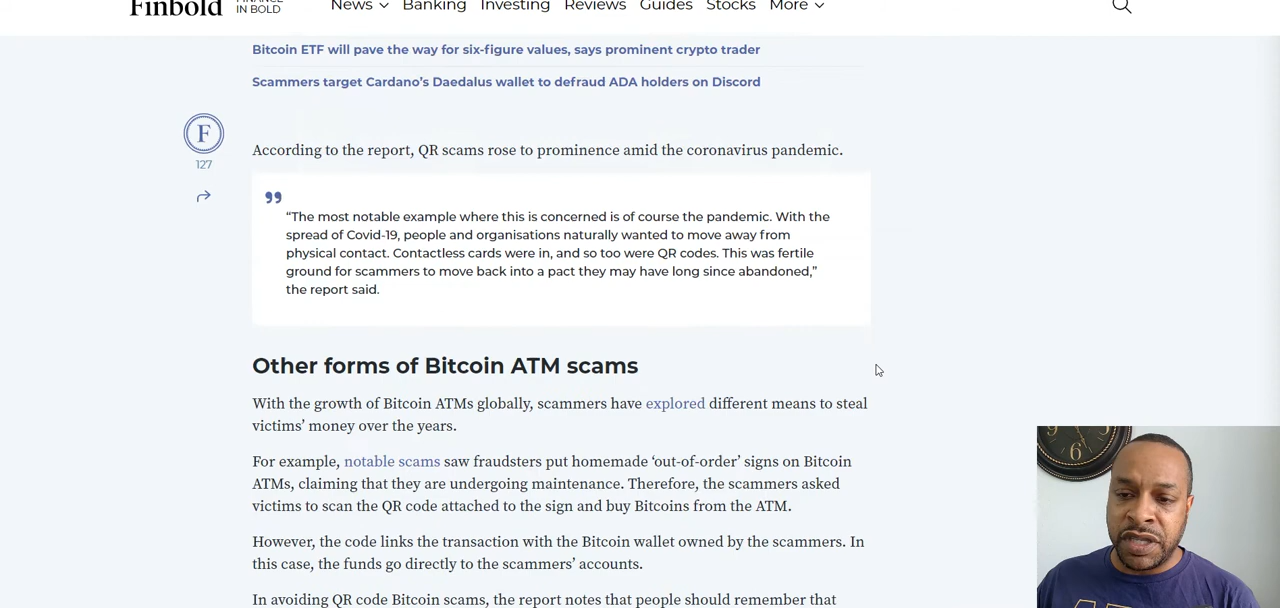 Finbold FINANCE
IN BOLD
News Banking Investing Reviews Guides Stocks More
Bitcoin ETF will pave the way for six-figure values, says prominent crypto trader
Scammers target Cardano's Daedalus wallet to defraud ADA holders on Discord
F
127
According to the report, QR scams rose to prominence amid the coronavirus pandemic.
“The most notable example where this is concerned is of course the pandemic. With the
spread of Covid-19, people and organisations naturally wanted to move away from
physical contact. Contactless cards were in, and so too were QR codes. This was fertile
ground for scammers to move back into a pact they may have long since abandoned,”
the report said.
Other forms of Bitcoin ATM scams
With the growth of Bitcoin ATMs globally, scammers have explored different means to steal
victims’ money over the years.
For example, notable scams saw fraudsters put homemade ‘out-of-order’ signs on Bitcoin
ATMs, claiming that they are undergoing maintenance. Therefore, the scammers asked
victims to scan the QR code attached to the sign and buy Bitcoins from the ATM.
However, the code links the transaction with the Bitcoin wallet owned by the scammers. In
this case, the funds go directly to the scammers’ accounts.
In avoiding QR code Bitcoin scams, the report notes that people should remember that
6